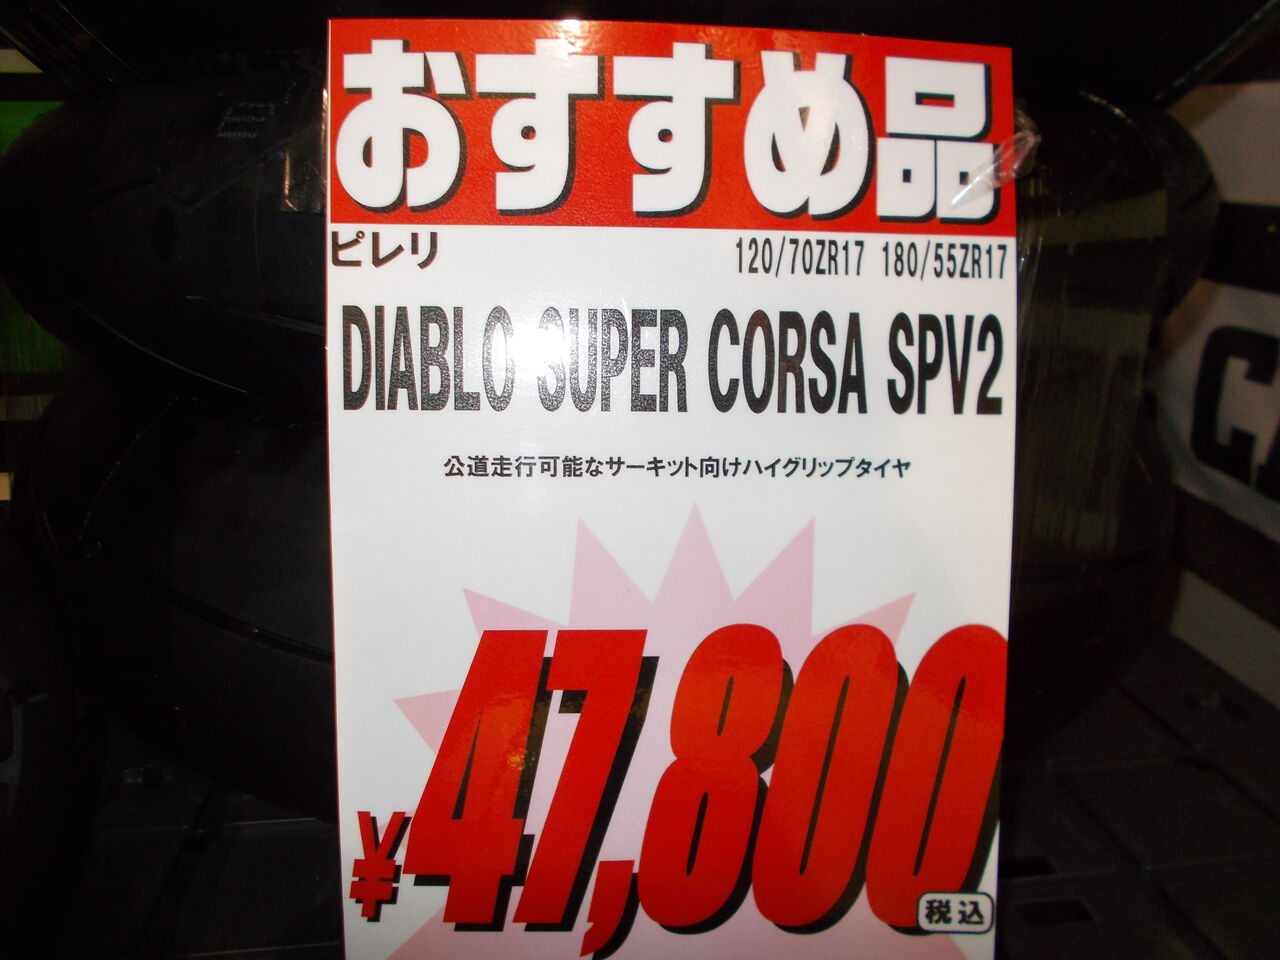 おすすめ品
ピレリ 120/70ZR17 180/55ZR17
DIABLO SUPER CORSA SPV2
公道走行可能なサーキット向けハイグリップタイヤ
¥47,800
税込